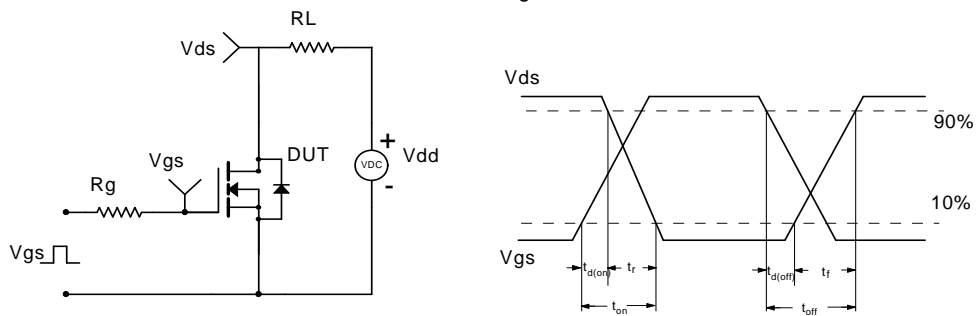 RL
Vds
Vgs
DUT
VDC
+
-
Vdd
Rg
Vgs
Vds
90%
10%
Vgs
td(on)
tr
td(off)
tf
ton
toff